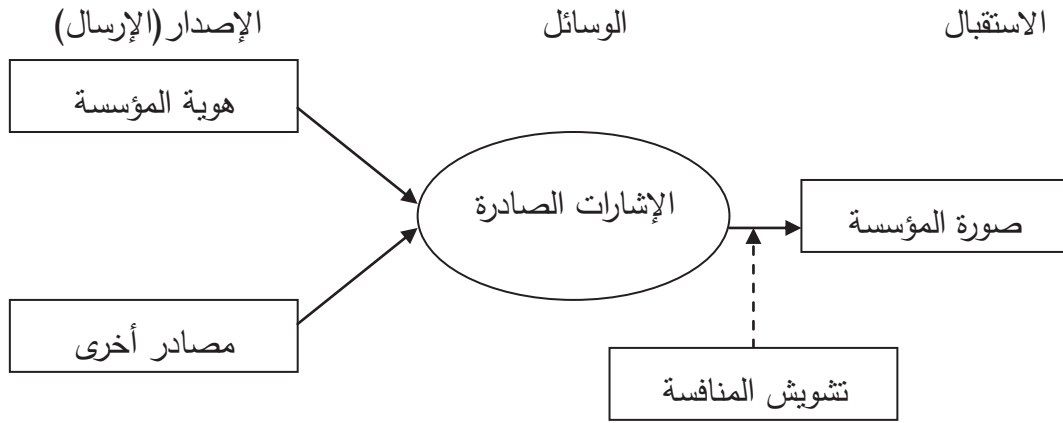 الإصدار (الإرسال)
الوسائل
الاستقبال
هوية المؤسسة
الإشارات الصادرة
صورة المؤسسة
مصادر أخرى
تشويش المنافسة